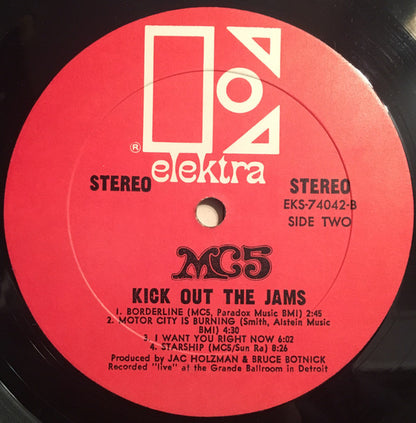 ®
elektra
STEREO
STEREO
EKS-74042-B
SIDE TWO
MC5
KICK OUT THE JAMS
1. BORDERLINE (MC5, Paradox Music BMI) 2:45
2. MOTOR CITY IS BURNING (Smith, Alstein Music
BMI) 4:30
3. I WANT YOU RIGHT NOW 6:02
4. STARSHIP (MC5/Sun Ra) 8:26
Produced by JAC HOLZMAN & BRUCE BOTNICK
Recorded "live" at the Grande Ballroom in Detroit